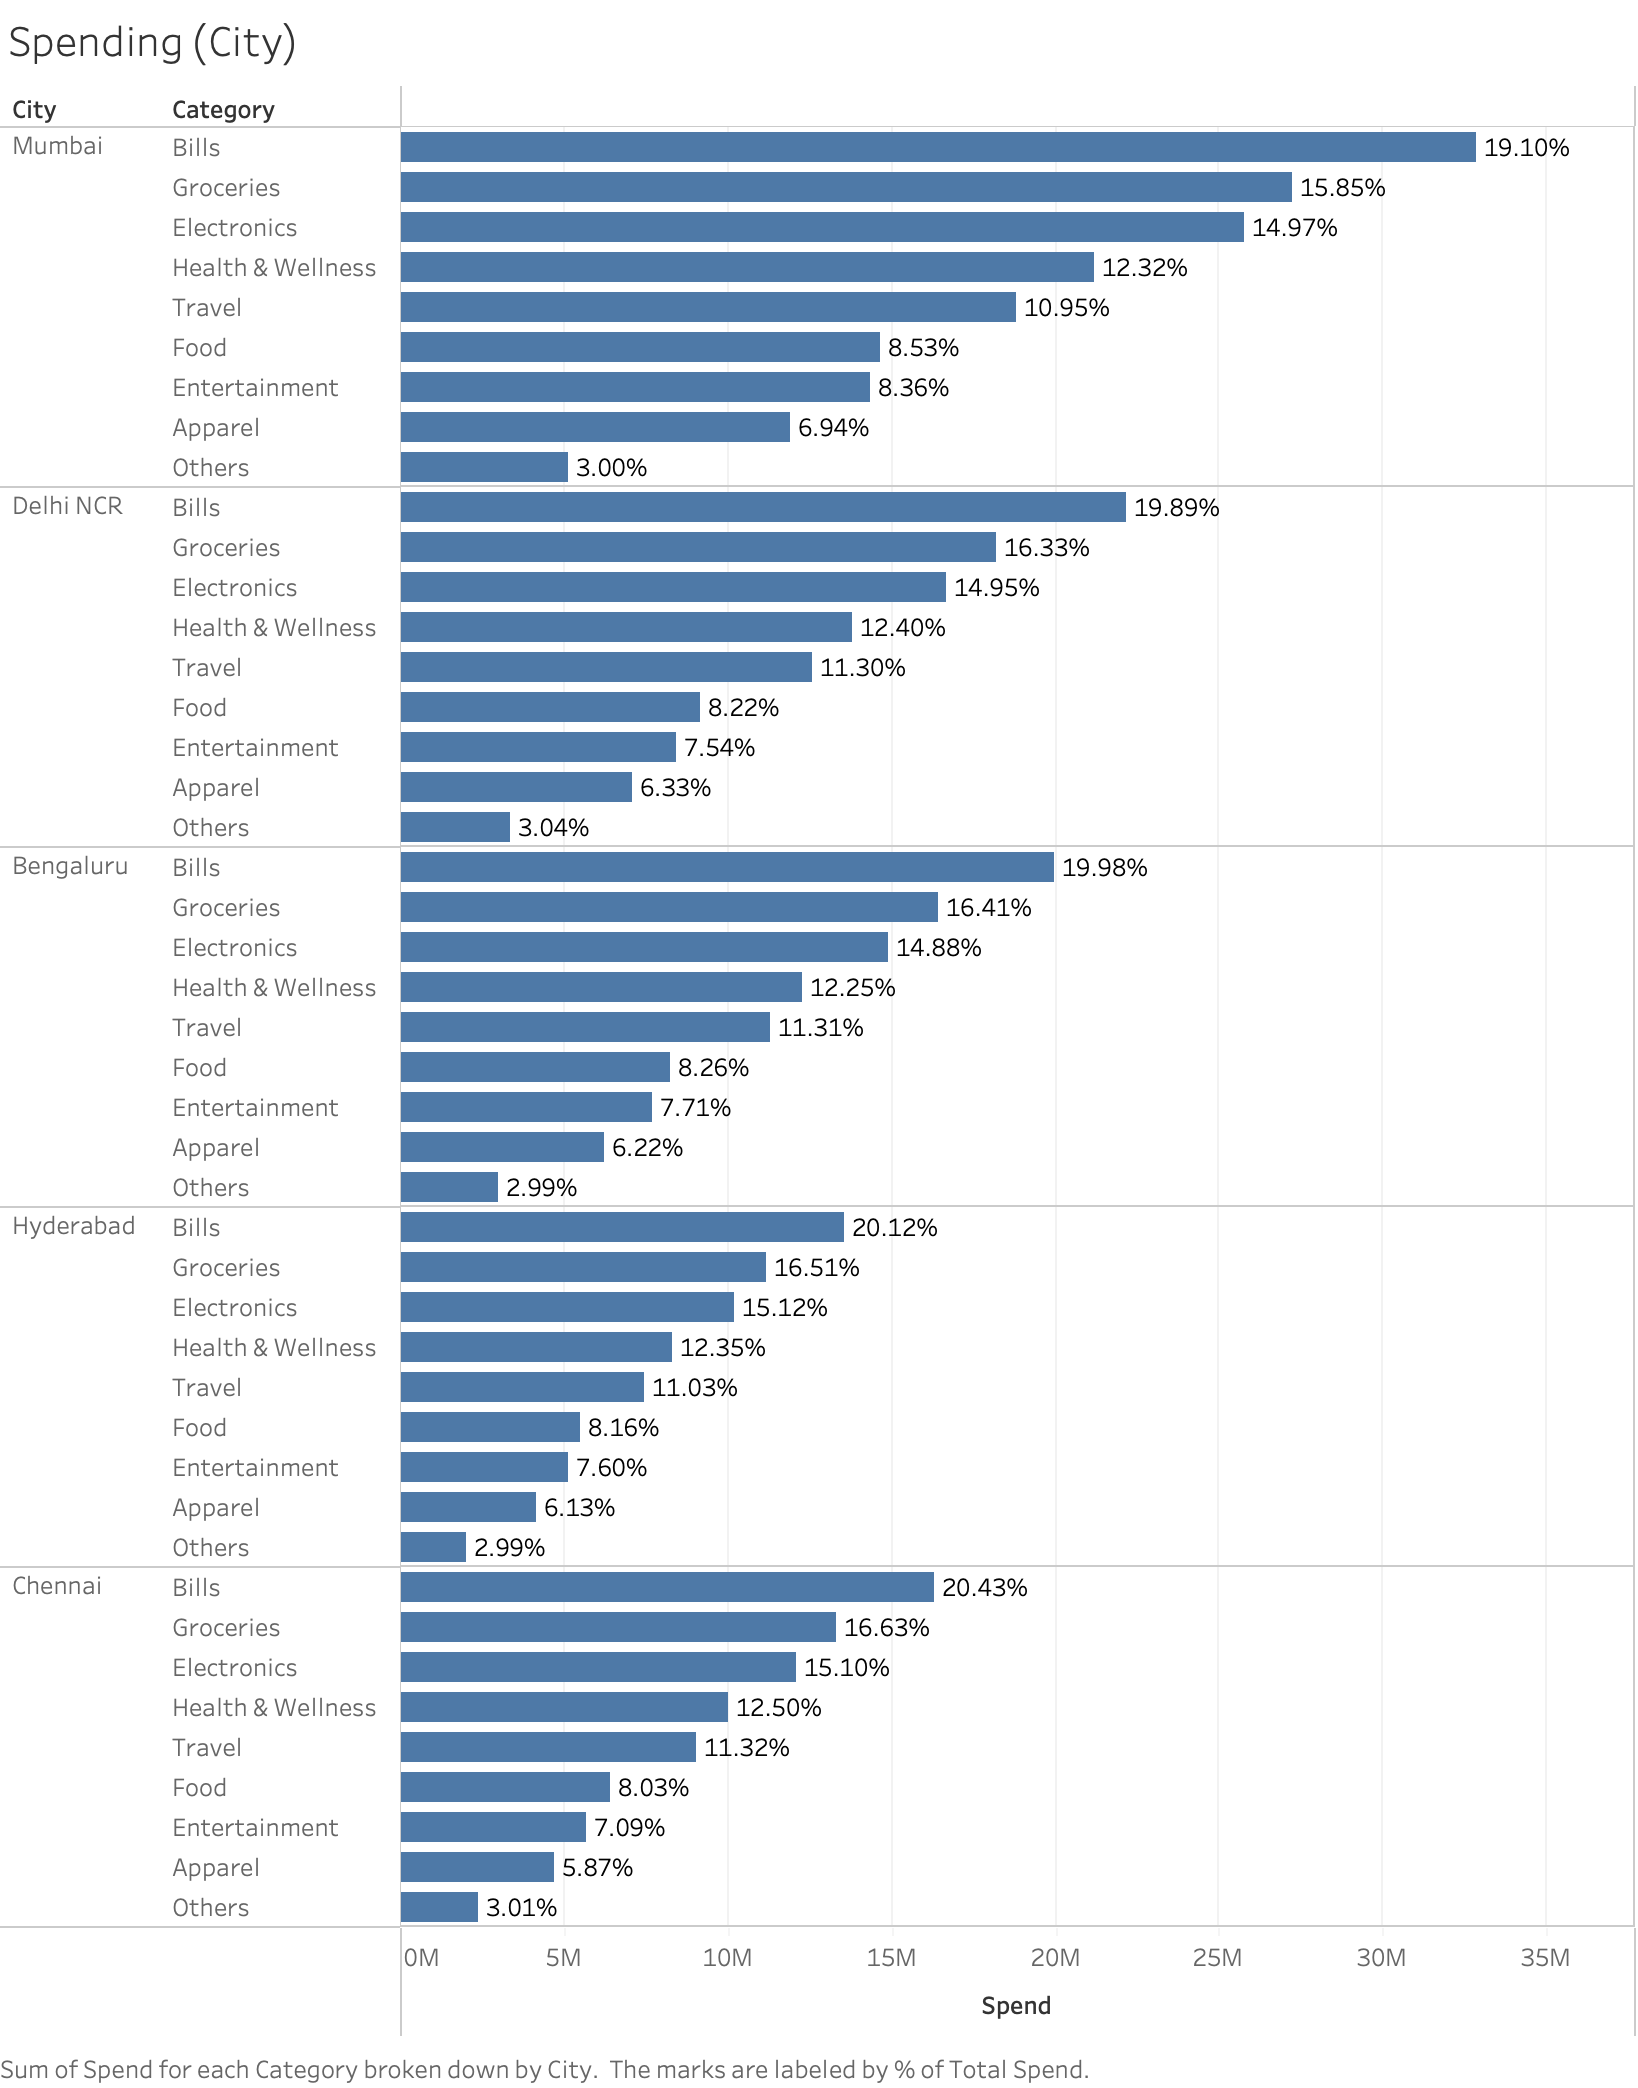 Spending (City)
City Category
Mumbai Bills 19.10%
Groceries 15.85%
Electronics 14.97%
Health & Wellness 12.32%
Travel 10.95%
Food 8.53%
Entertainment 8.36%
Apparel 6.94%
Others 3.00%
Delhi NCR Bills 19.89%
Groceries 16.33%
Electronics 14.95%
Health & Wellness 12.40%
Travel 11.30%
Food 8.22%
Entertainment 7.54%
Apparel 6.33%
Others 3.04%
Bengaluru Bills 19.98%
Groceries 16.41%
Electronics 14.88%
Health & Wellness 12.25%
Travel 11.31%
Food 8.26%
Entertainment 7.71%
Apparel 6.22%
Others 2.99%
Hyderabad Bills 20.12%
Groceries 16.51%
Electronics 15.12%
Health & Wellness 12.35%
Travel 11.03%
Food 8.16%
Entertainment 7.60%
Apparel 6.13%
Others 2.99%
Chennai Bills 20.43%
Groceries 16.63%
Electronics 15.10%
Health & Wellness 12.50%
Travel 11.32%
Food 8.03%
Entertainment 7.09%
Apparel 5.87%
Others 3.01%
0M 5M 10M 15M 20M 25M 30M 35M
Spend
Sum of Spend for each Category broken down by City. The marks are labeled by % of Total Spend.